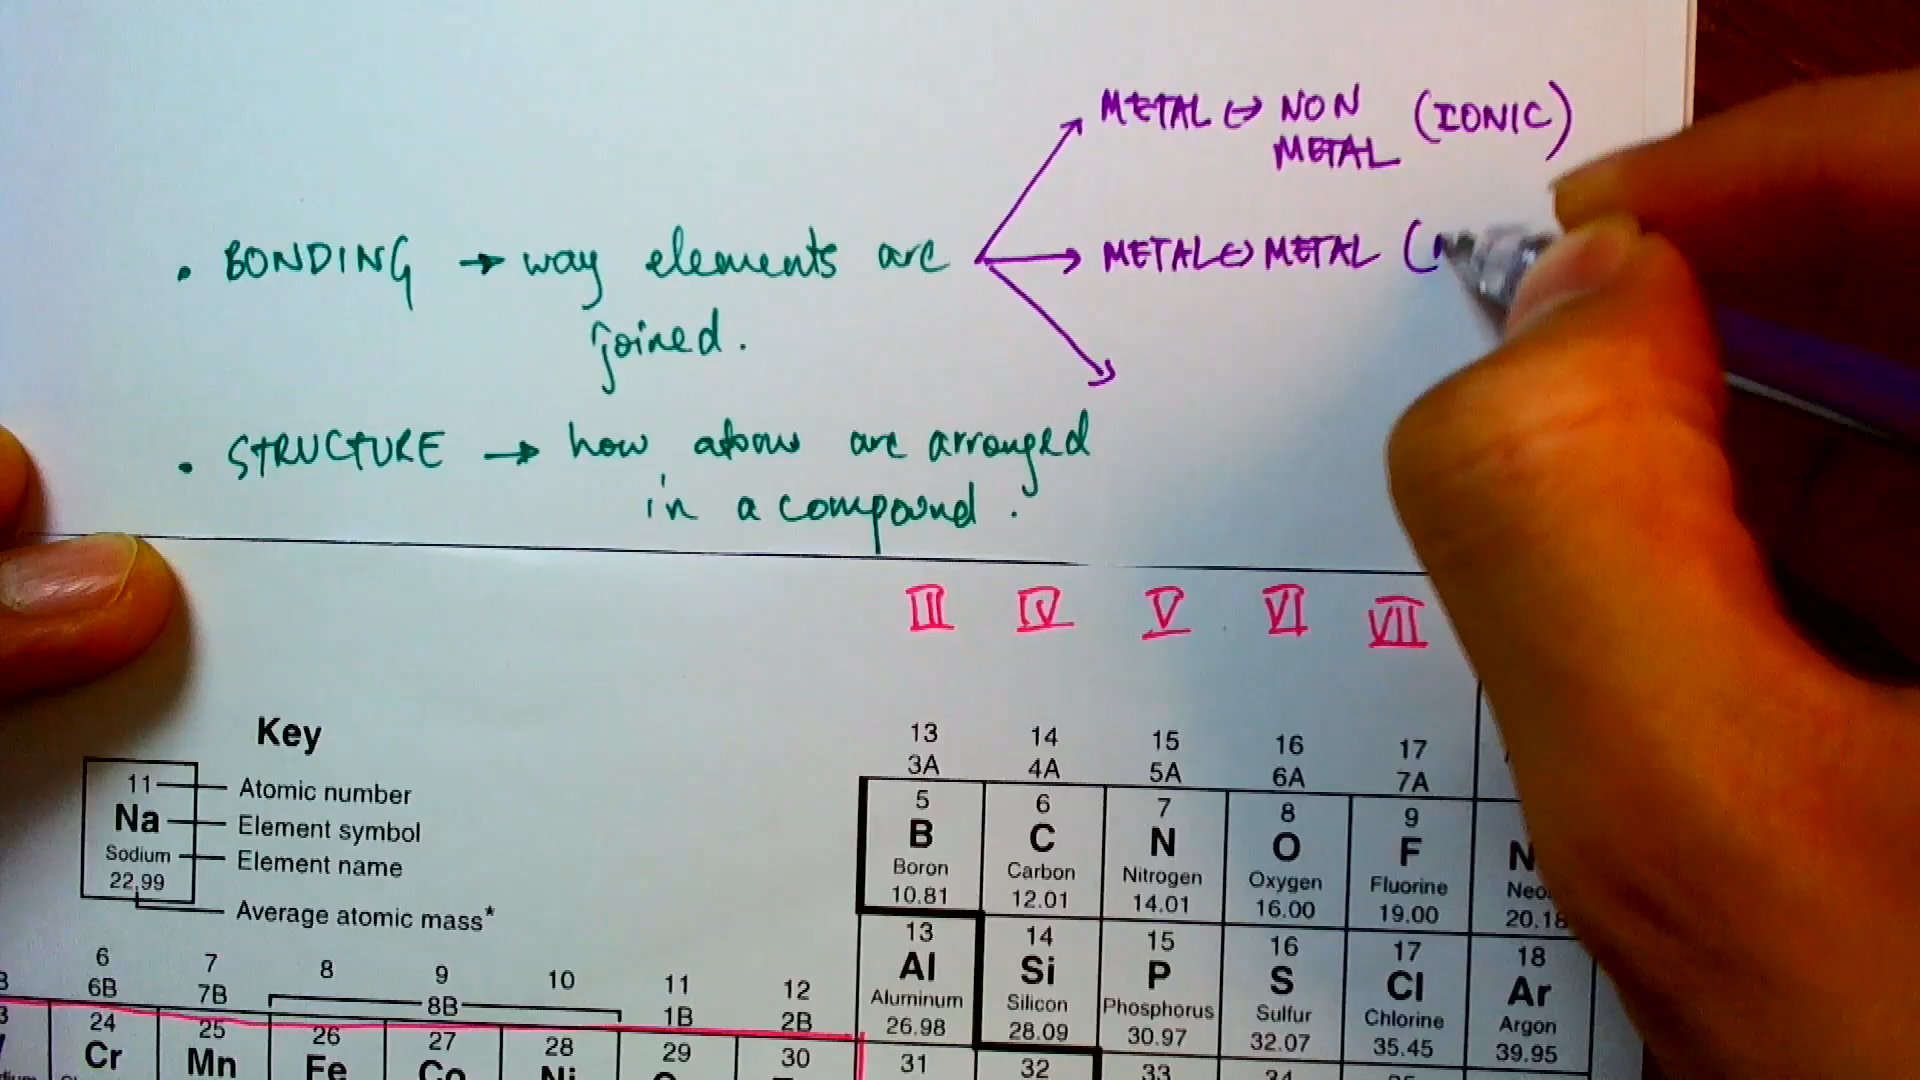 METAL ↔ NON (IONIC)
METAL
• BONDING → way elements are
joined.
METAL ↔ METAL (
• STRUCTURE → how atoms are arranged
in a compound.
III IV V VI VII
Key
11 Atomic number
Na Element symbol
Sodium Element name
22.99
Average atomic mass*
13 14 15 16 17
3A 4A 5A 6A 7A
5 6 7 8 9
B C N O F
Boron Carbon Nitrogen Oxygen Fluorine
10.81 12.01 14.01 16.00 19.00 20.18
13 14 15 16 17 18
Al Si P S Cl Ar
Aluminum Silicon Phosphorus Sulfur Chlorine Argon
26.98 28.09 30.97 32.07 35.45 39.95
6 7 8 9 10 11 12
6B 7B 8B 1B 2B
24 25 26 27 28 29 30 31 32 33
Cr Mn Fe Co Ni